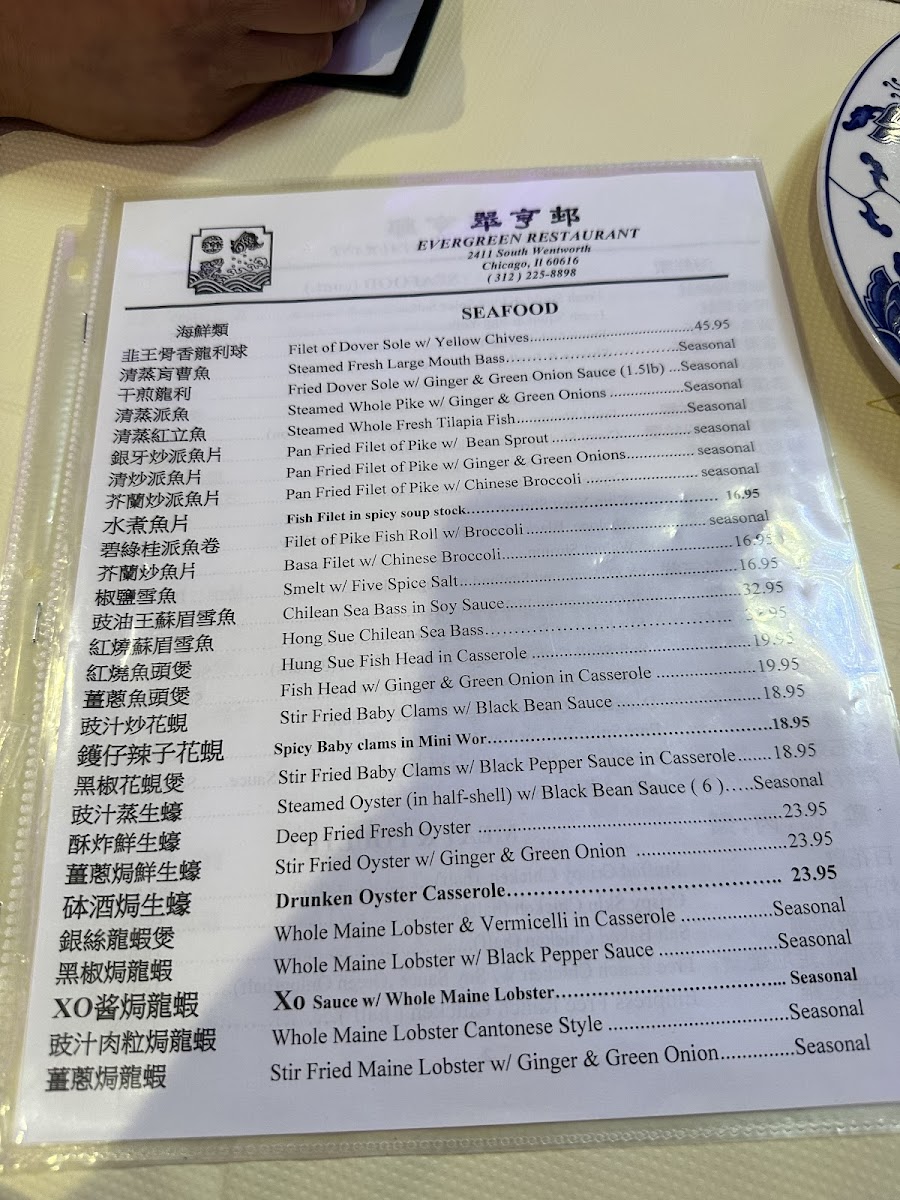 翠亨邨
EVERGREEN RESTAURANT
2411 South Wentworth
Chicago, Il 60616
( 312 ) 225-8898
海鮮類 SEAFOOD
韭王骨香龍利球 Filet of Dover Sole w/ Yellow Chives.....45.95
清蒸肓曹魚 Steamed Fresh Large Mouth Bass.....Seasonal
干煎龍利 Fried Dover Sole w/ Ginger & Green Onion Sauce (1.5lb) ...Seasonal
清蒸派魚 Steamed Whole Pike w/ Ginger & Green Onions .....Seasonal
清蒸紅立魚 Steamed Whole Fresh Tilapia Fish.....Seasonal
銀牙炒派魚片 Pan Fried Filet of Pike w/ Bean Sprout ..... seasonal
清炒派魚片 Pan Fried Filet of Pike w/ Ginger & Green Onions..... seasonal
芥蘭炒派魚片 Pan Fried Filet of Pike w/ Chinese Broccoli ..... seasonal
水煮魚片 Fish Filet in spicy soup stock..... 16.95
碧綠桂派魚卷 Filet of Pike Fish Roll w/ Broccoli ..... seasonal
芥蘭炒魚片 Basa Filet w/ Chinese Broccoli.....16.95
椒鹽雪魚 Smelt w/ Five Spice Salt.....16.95
豉油王蘇眉雪魚 Chilean Sea Bass in Soy Sauce.....32.95
紅燒蘇眉雪魚 Hong Sue Chilean Sea Bass.....
紅燒魚頭煲 Hung Sue Fish Head in Casserole .....19.95
薑蔥魚頭煲 Fish Head w/ Ginger & Green Onion in Casserole .....19.95
豉汁炒花蜆 Stir Fried Baby Clams w/ Black Bean Sauce .....18.95
鑊仔辣子花蜆 Spicy Baby clams in Mini Wor.....18.95
黑椒花蜆煲 Stir Fried Baby Clams w/ Black Pepper Sauce in Casserole.......18.95
豉汁蒸生蠔 Steamed Oyster (in half-shell) w/ Black Bean Sauce ( 6 ).....Seasonal
酥炸鮮生蠔 Deep Fried Fresh Oyster .....23.95
薑蔥焗鮮生蠔 Stir Fried Oyster w/ Ginger & Green Onion .....23.95
砵酒焗生蠔 Drunken Oyster Casserole..... 23.95
銀絲龍蝦煲 Whole Maine Lobster & Vermicelli in Casserole .....Seasonal
黑椒焗龍蝦 Whole Maine Lobster w/ Black Pepper Sauce .....Seasonal
XO酱焗龍蝦 Xo Sauce w/ Whole Maine Lobster..... Seasonal
豉汁肉粒焗龍蝦 Whole Maine Lobster Cantonese Style .....Seasonal
薑蔥焗龍蝦 Stir Fried Maine Lobster w/ Ginger & Green Onion.....Seasonal